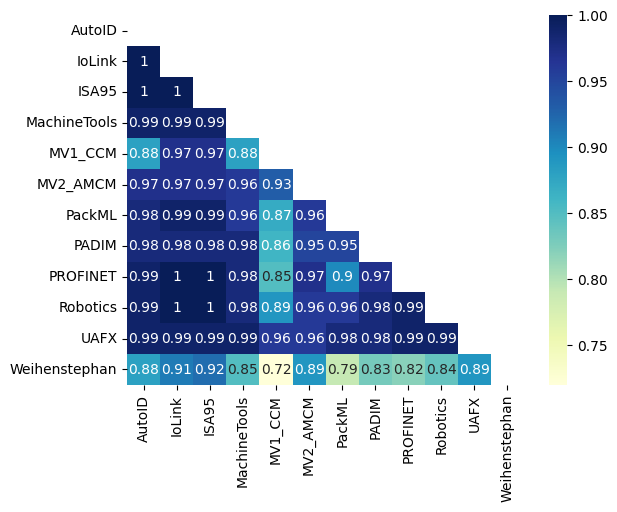 AutoID
IoLink 1
ISA95 1 1
MachineTools 0.99 0.99 0.99
MV1_CCM 0.88 0.97 0.97 0.88
MV2_AMCM 0.97 0.97 0.97 0.96 0.93
PackML 0.98 0.99 0.99 0.96 0.87 0.96
PADIM 0.98 0.98 0.98 0.98 0.86 0.95 0.95
PROFINET 0.99 1 1 0.98 0.85 0.97 0.9 0.97
Robotics 0.99 1 1 0.98 0.89 0.96 0.96 0.98 0.99
UAFX 0.99 0.99 0.99 0.99 0.96 0.96 0.98 0.98 0.99 0.99
Weihenstephan 0.88 0.91 0.92 0.85 0.72 0.89 0.79 0.83 0.82 0.84 0.89
AutoID
IoLink
ISA95
MachineTools
MV1_CCM
MV2_AMCM
PackML
PADIM
PROFINET
Robotics
UAFX
Weihenstephan
1.00
0.95
0.90
0.85
0.80
0.75